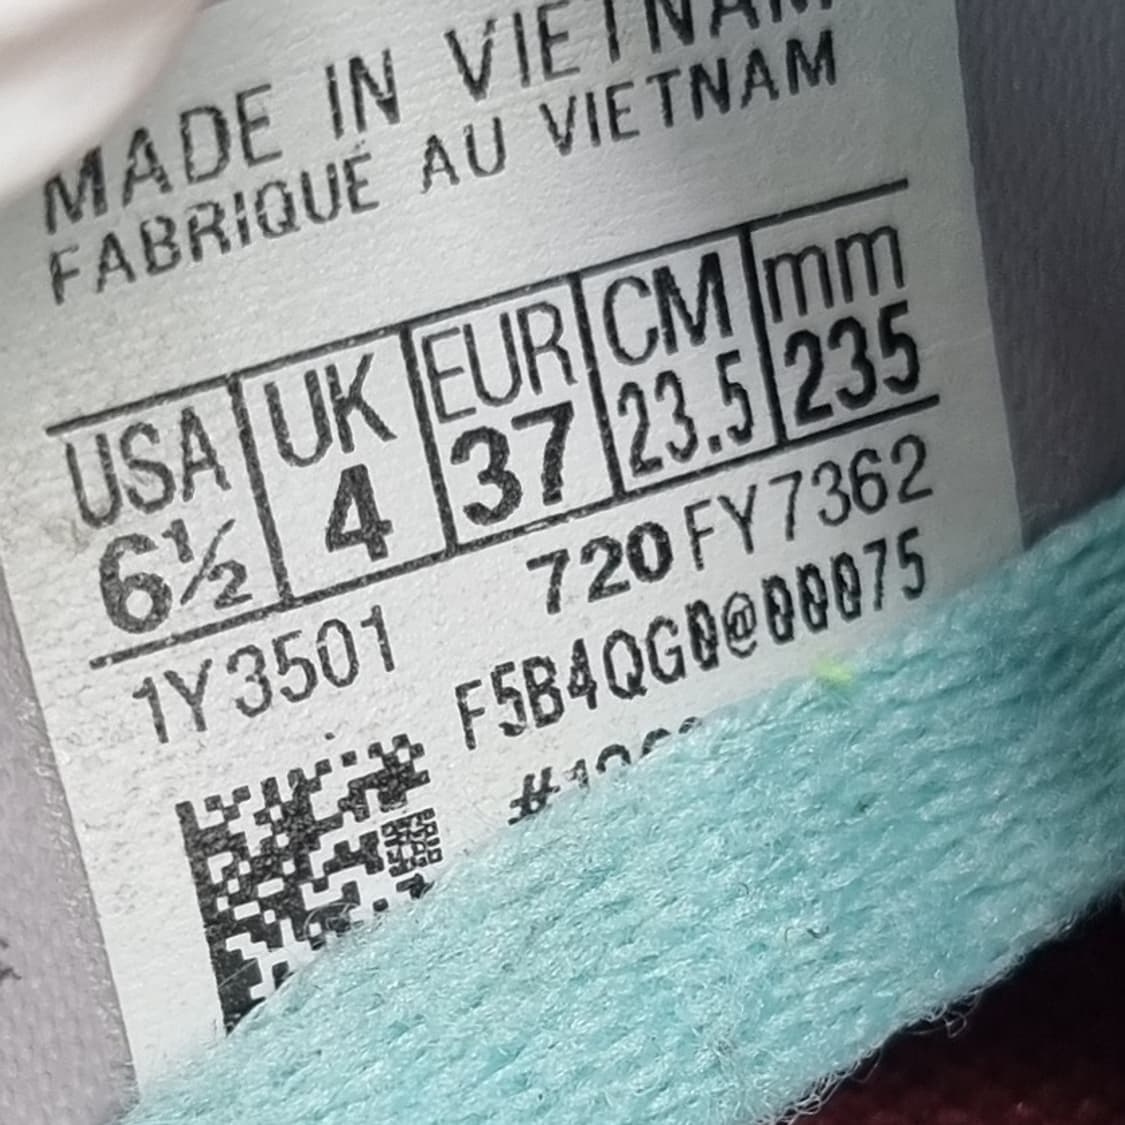 MADE IN VIETNAM
FABRIQUÉ AU VIETNAM
USA UK EUR CM mm
6½ 4 37 23.5 235
1Y3501 720 FY7362
F5B4QG0@00075